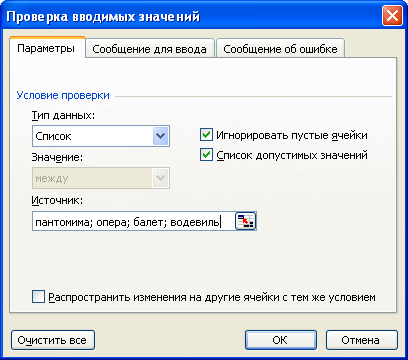 Проверка вводимых значений
Параметры Сообщение для ввода Сообщение об ошибке
Условие проверки
Тип данных:
Список Игнорировать пустые ячейки
Значение: Список допустимых значений
между
Источник:
пантомима; опера; балет; водевиль
Распространить изменения на другие ячейки с тем же условием
Очистить все ОК Отмена